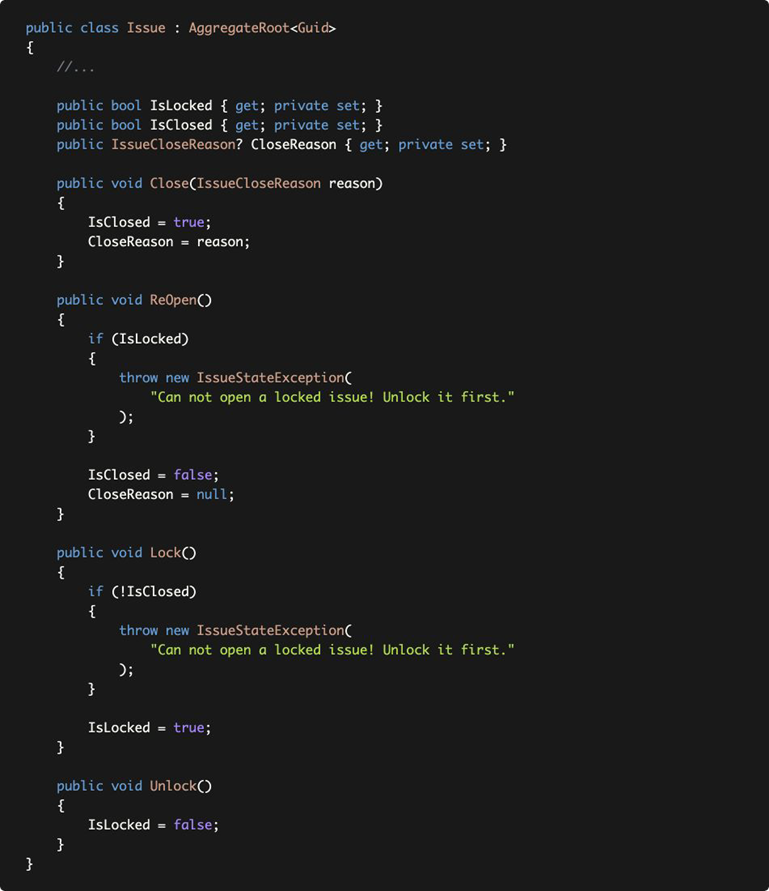 public class Issue : AggregateRoot<Guid>
{
    //...

    public bool IsLocked { get; private set; }
    public bool IsClosed { get; private set; }
    public IssueCloseReason? CloseReason { get; private set; }

    public void Close(IssueCloseReason reason)
    {
        IsClosed = true;
        CloseReason = reason;
    }

    public void ReOpen()
    {
        if (IsLocked)
        {
            throw new IssueStateException(
                "Can not open a locked issue! Unlock it first."
            );
        }

        IsClosed = false;
        CloseReason = null;
    }

    public void Lock()
    {
        if (!IsClosed)
        {
            throw new IssueStateException(
                "Can not open a locked issue! Unlock it first."
            );
        }

        IsLocked = true;
    }

    public void Unlock()
    {
        IsLocked = false;
    }
}